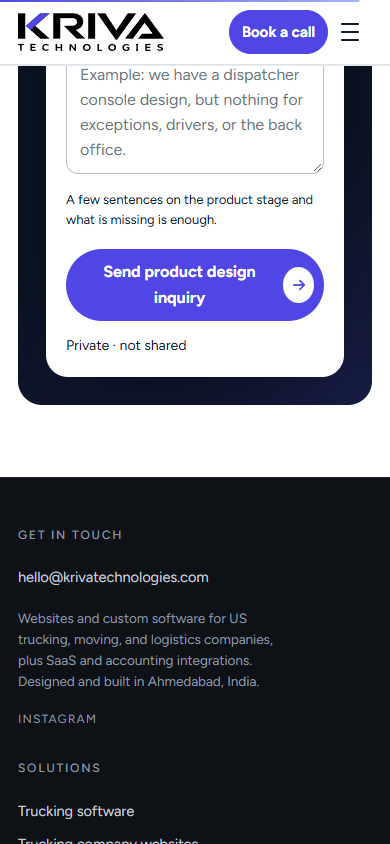 KRIVA
TECHNOLOGIES
Book a call
Example: we have a dispatcher
console design, but nothing for
exceptions, drivers, or the back
office.
A few sentences on the product stage and
what is missing is enough.
Send product design
inquiry
Private · not shared
GET IN TOUCH
hello@krivatechnologies.com
Websites and custom software for US
trucking, moving, and logistics companies,
plus SaaS and accounting integrations.
Designed and built in Ahmedabad, India.
INSTAGRAM
SOLUTIONS
Trucking software
Trucking company websites